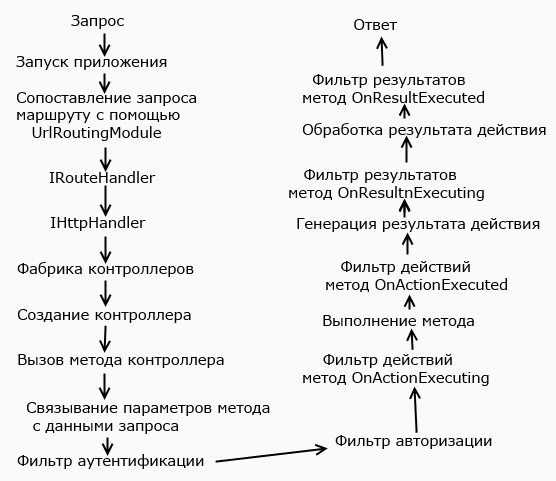 Запрос
Запуск приложения
Сопоставление запроса
маршруту с помощью
UrlRoutingModule
IRouteHandler
IHttpHandler
Фабрика контроллеров
Создание контроллера
Вызов метода контроллера
Связывание параметров метода
с данными запроса
Фильтр аутентификации
Фильтр авторизации
Фильтр действий
метод OnActionExecuting
Выполнение метода
Фильтр действий
метод OnActionExecuted
Генерация результата действия
Фильтр результатов
метод OnResultnExecuting
Обработка результата действия
Фильтр результатов
метод OnResultExecuted
Ответ